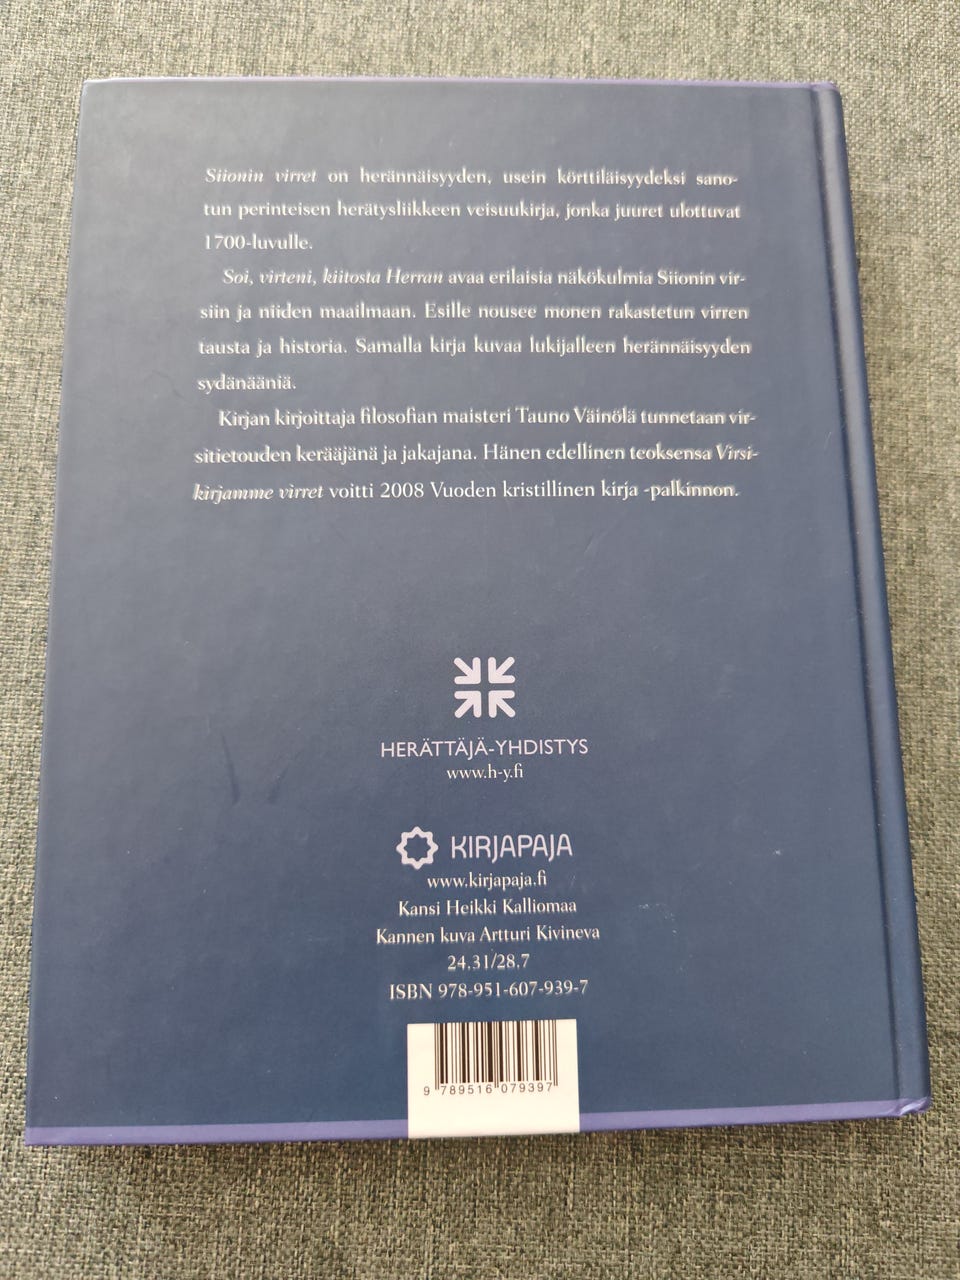 Siionin virret on herännäisyyden, usein körttiläisyydeksi sano-
tun perinteisen herätysliikkeen veisuukirja, jonka juuret ulottuvat
1700-luvulle.
Soi, virteni, kiitosta Herran avaa erilaisia näkökulmia Siionin vir-
siin ja niiden maailmaan. Esille nousee monen rakastetun virren
tausta ja historia. Samalla kirja kuvaa lukijalleen herännäisyyden
sydänääniä.
Kirjan kirjoittaja filosofian maisteri Tauno Väinölä tunnetaan vir-
sitietouden kerääjänä ja jakajana. Hänen edellinen teoksensa Virsi-
kirjamme virret voitti 2008 Vuoden kristillinen kirja -palkinnon.
HERÄTTÄJÄ-YHDISTYS
www.h-y.fi
KIRJAPAJA
www.kirjapaja.fi
Kansi Heikki Kalliomaa
Kannen kuva Artturi Kivineva
24.31/28.7
ISBN 978-951-607-939-7
9 789516 079397